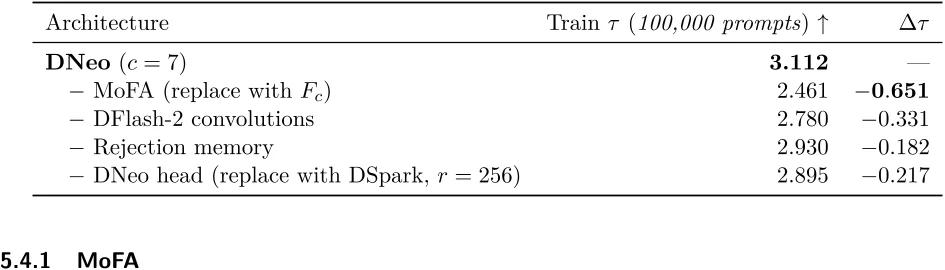 Architecture Train τ (100,000 prompts) ↑ Δτ
DNeo (c = 7) 3.112 —
− MoFA (replace with F_c) 2.461 −0.651
− DFlash-2 convolutions 2.780 −0.331
− Rejection memory 2.930 −0.182
− DNeo head (replace with DSpark, r = 256) 2.895 −0.217
5.4.1 MoFA